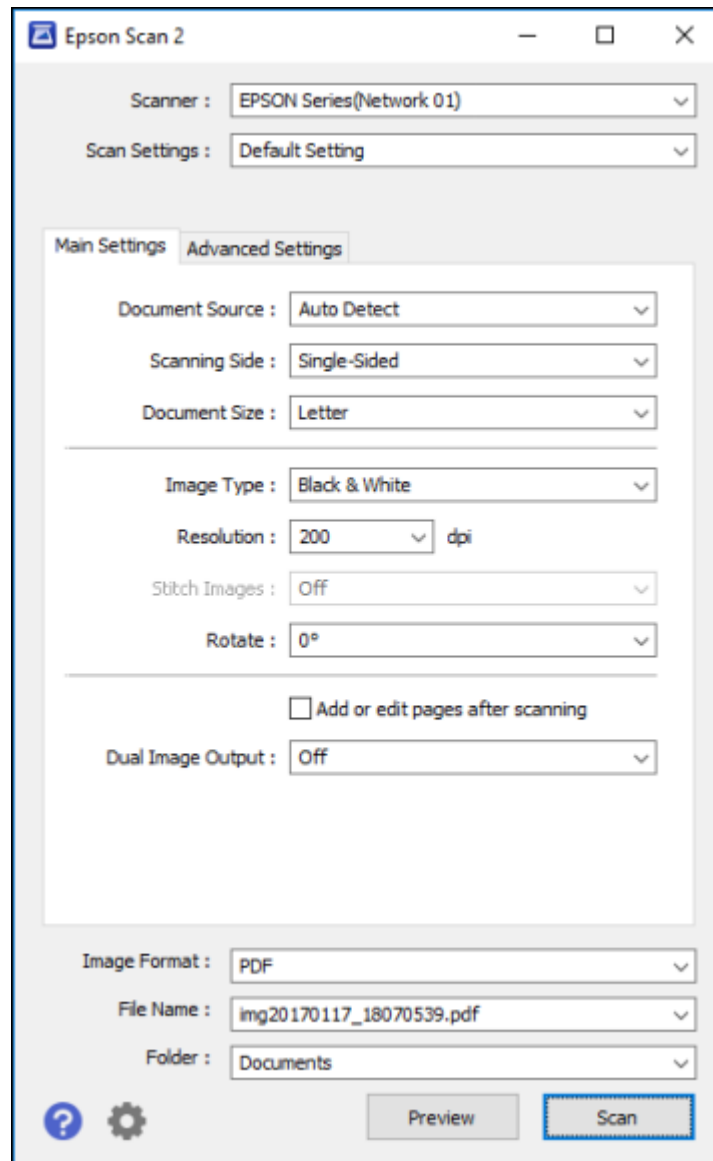 Epson Scan 2
Scanner : EPSON Series(Network 01)
Scan Settings : Default Setting
Main Settings Advanced Settings
Document Source : Auto Detect
Scanning Side : Single-Sided
Document Size : Letter
Image Type : Black & White
Resolution : 200 dpi
Stitch Images : Off
Rotate : 0°
Add or edit pages after scanning
Dual Image Output : Off
Image Format : PDF
File Name : img20170117_18070539.pdf
Folder : Documents
? Preview Scan